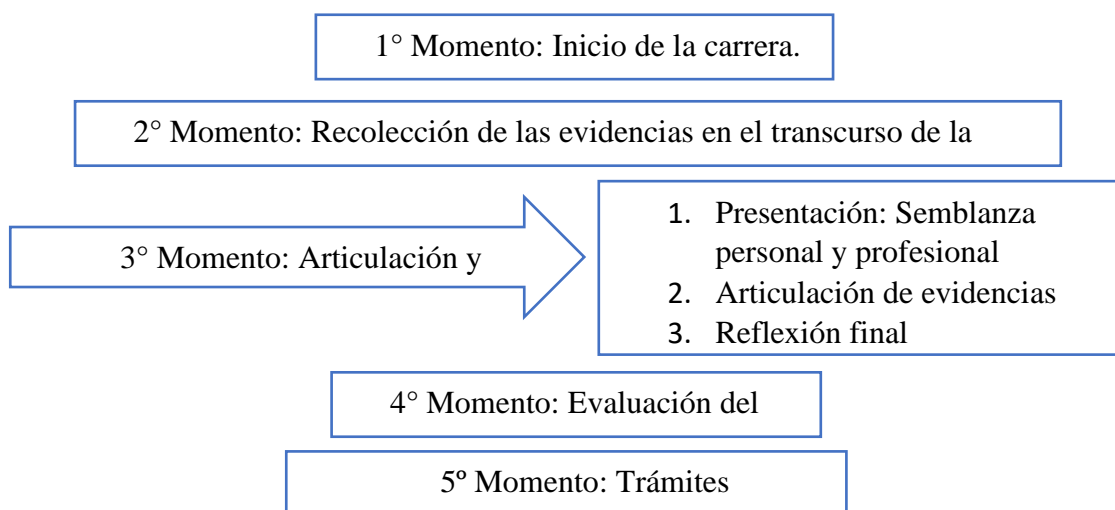 1° Momento: Inicio de la carrera.
2° Momento: Recolección de las evidencias en el transcurso de la
3° Momento: Articulación y
1. Presentación: Semblanza
personal y profesional
2. Articulación de evidencias
3. Reflexión final
4° Momento: Evaluación del
5º Momento: Trámites